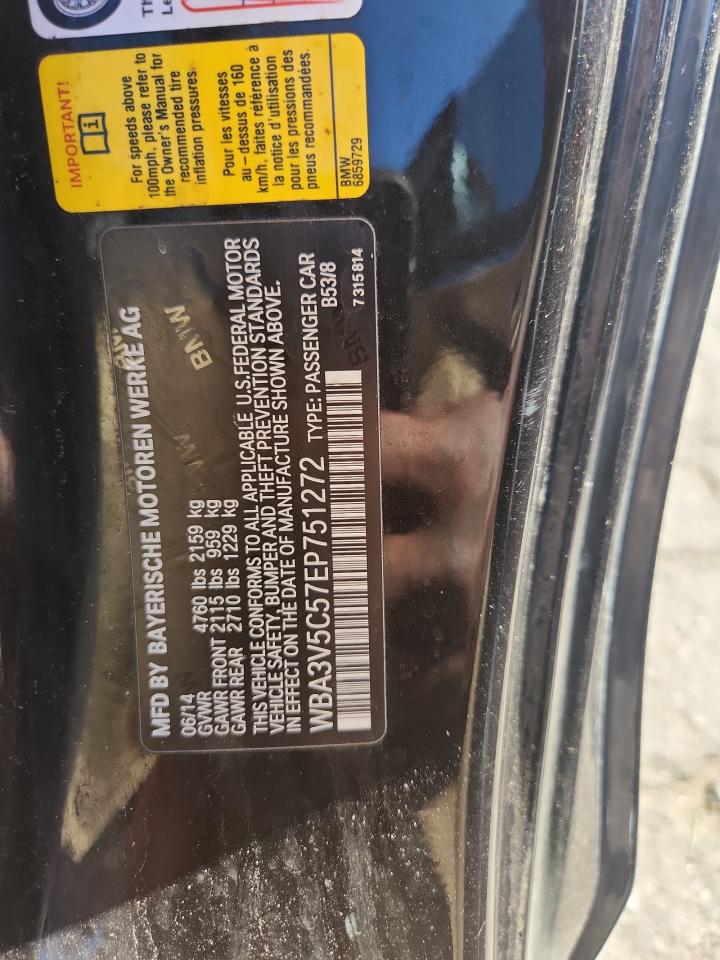 IMPORTANT!
For speeds above
100mph, please refer to
the Owner's Manual for
recommended tire
inflation pressures.
Pour les vitesses
au-dessus de 160
km/h, faites référence à
la notice d'utilisation
pour les pressions des
pneus recommandées.
BMW
6859729
MFD BY BAYERISCHE MOTOREN WERKE AG
06/14
GVWR 4760 lbs 2159 kg
GAWR FRONT 2115 lbs 959 kg
GAWR REAR 2710 lbs 1229 kg
THIS VEHICLE CONFORMS TO ALL APPLICABLE U.S.FEDERAL MOTOR
VEHICLE SAFETY, BUMPER AND THEFT PREVENTION STANDARDS
IN EFFECT ON THE DATE OF MANUFACTURE SHOWN ABOVE.
WBA3V5C57EP751272 TYPE: PASSENGER CAR
B53/8
7315814
BMW